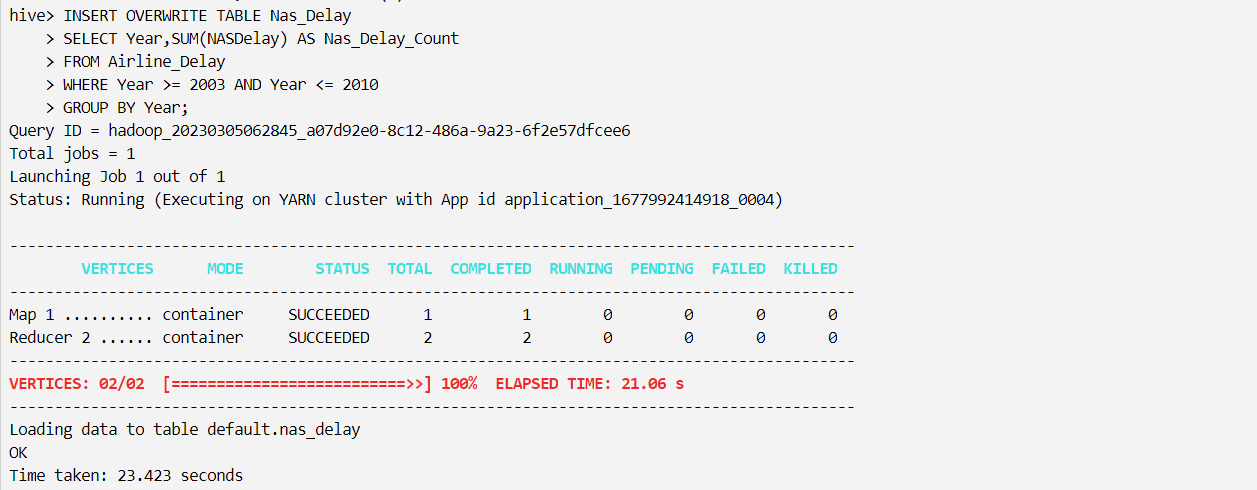 hive> INSERT OVERWRITE TABLE Nas_Delay
    > SELECT Year,SUM(NASDelay) AS Nas_Delay_Count
    > FROM Airline_Delay
    > WHERE Year >= 2003 AND Year <= 2010
    > GROUP BY Year;
Query ID = hadoop_20230305062845_a07d92e0-8c12-486a-9a23-6f2e57dfcee6
Total jobs = 1
Launching Job 1 out of 1
Status: Running (Executing on YARN cluster with App id application_1677992414918_0004)

----------------------------------------------------------------------------------------------
        VERTICES      MODE        STATUS  TOTAL  COMPLETED  RUNNING  PENDING  FAILED  KILLED
----------------------------------------------------------------------------------------------
Map 1 .......... container     SUCCEEDED      1          1        0        0       0       0
Reducer 2 ...... container     SUCCEEDED      2          2        0        0       0       0
----------------------------------------------------------------------------------------------
VERTICES: 02/02  [==========================>>] 100%  ELAPSED TIME: 21.06 s
----------------------------------------------------------------------------------------------
Loading data to table default.nas_delay
OK
Time taken: 23.423 seconds